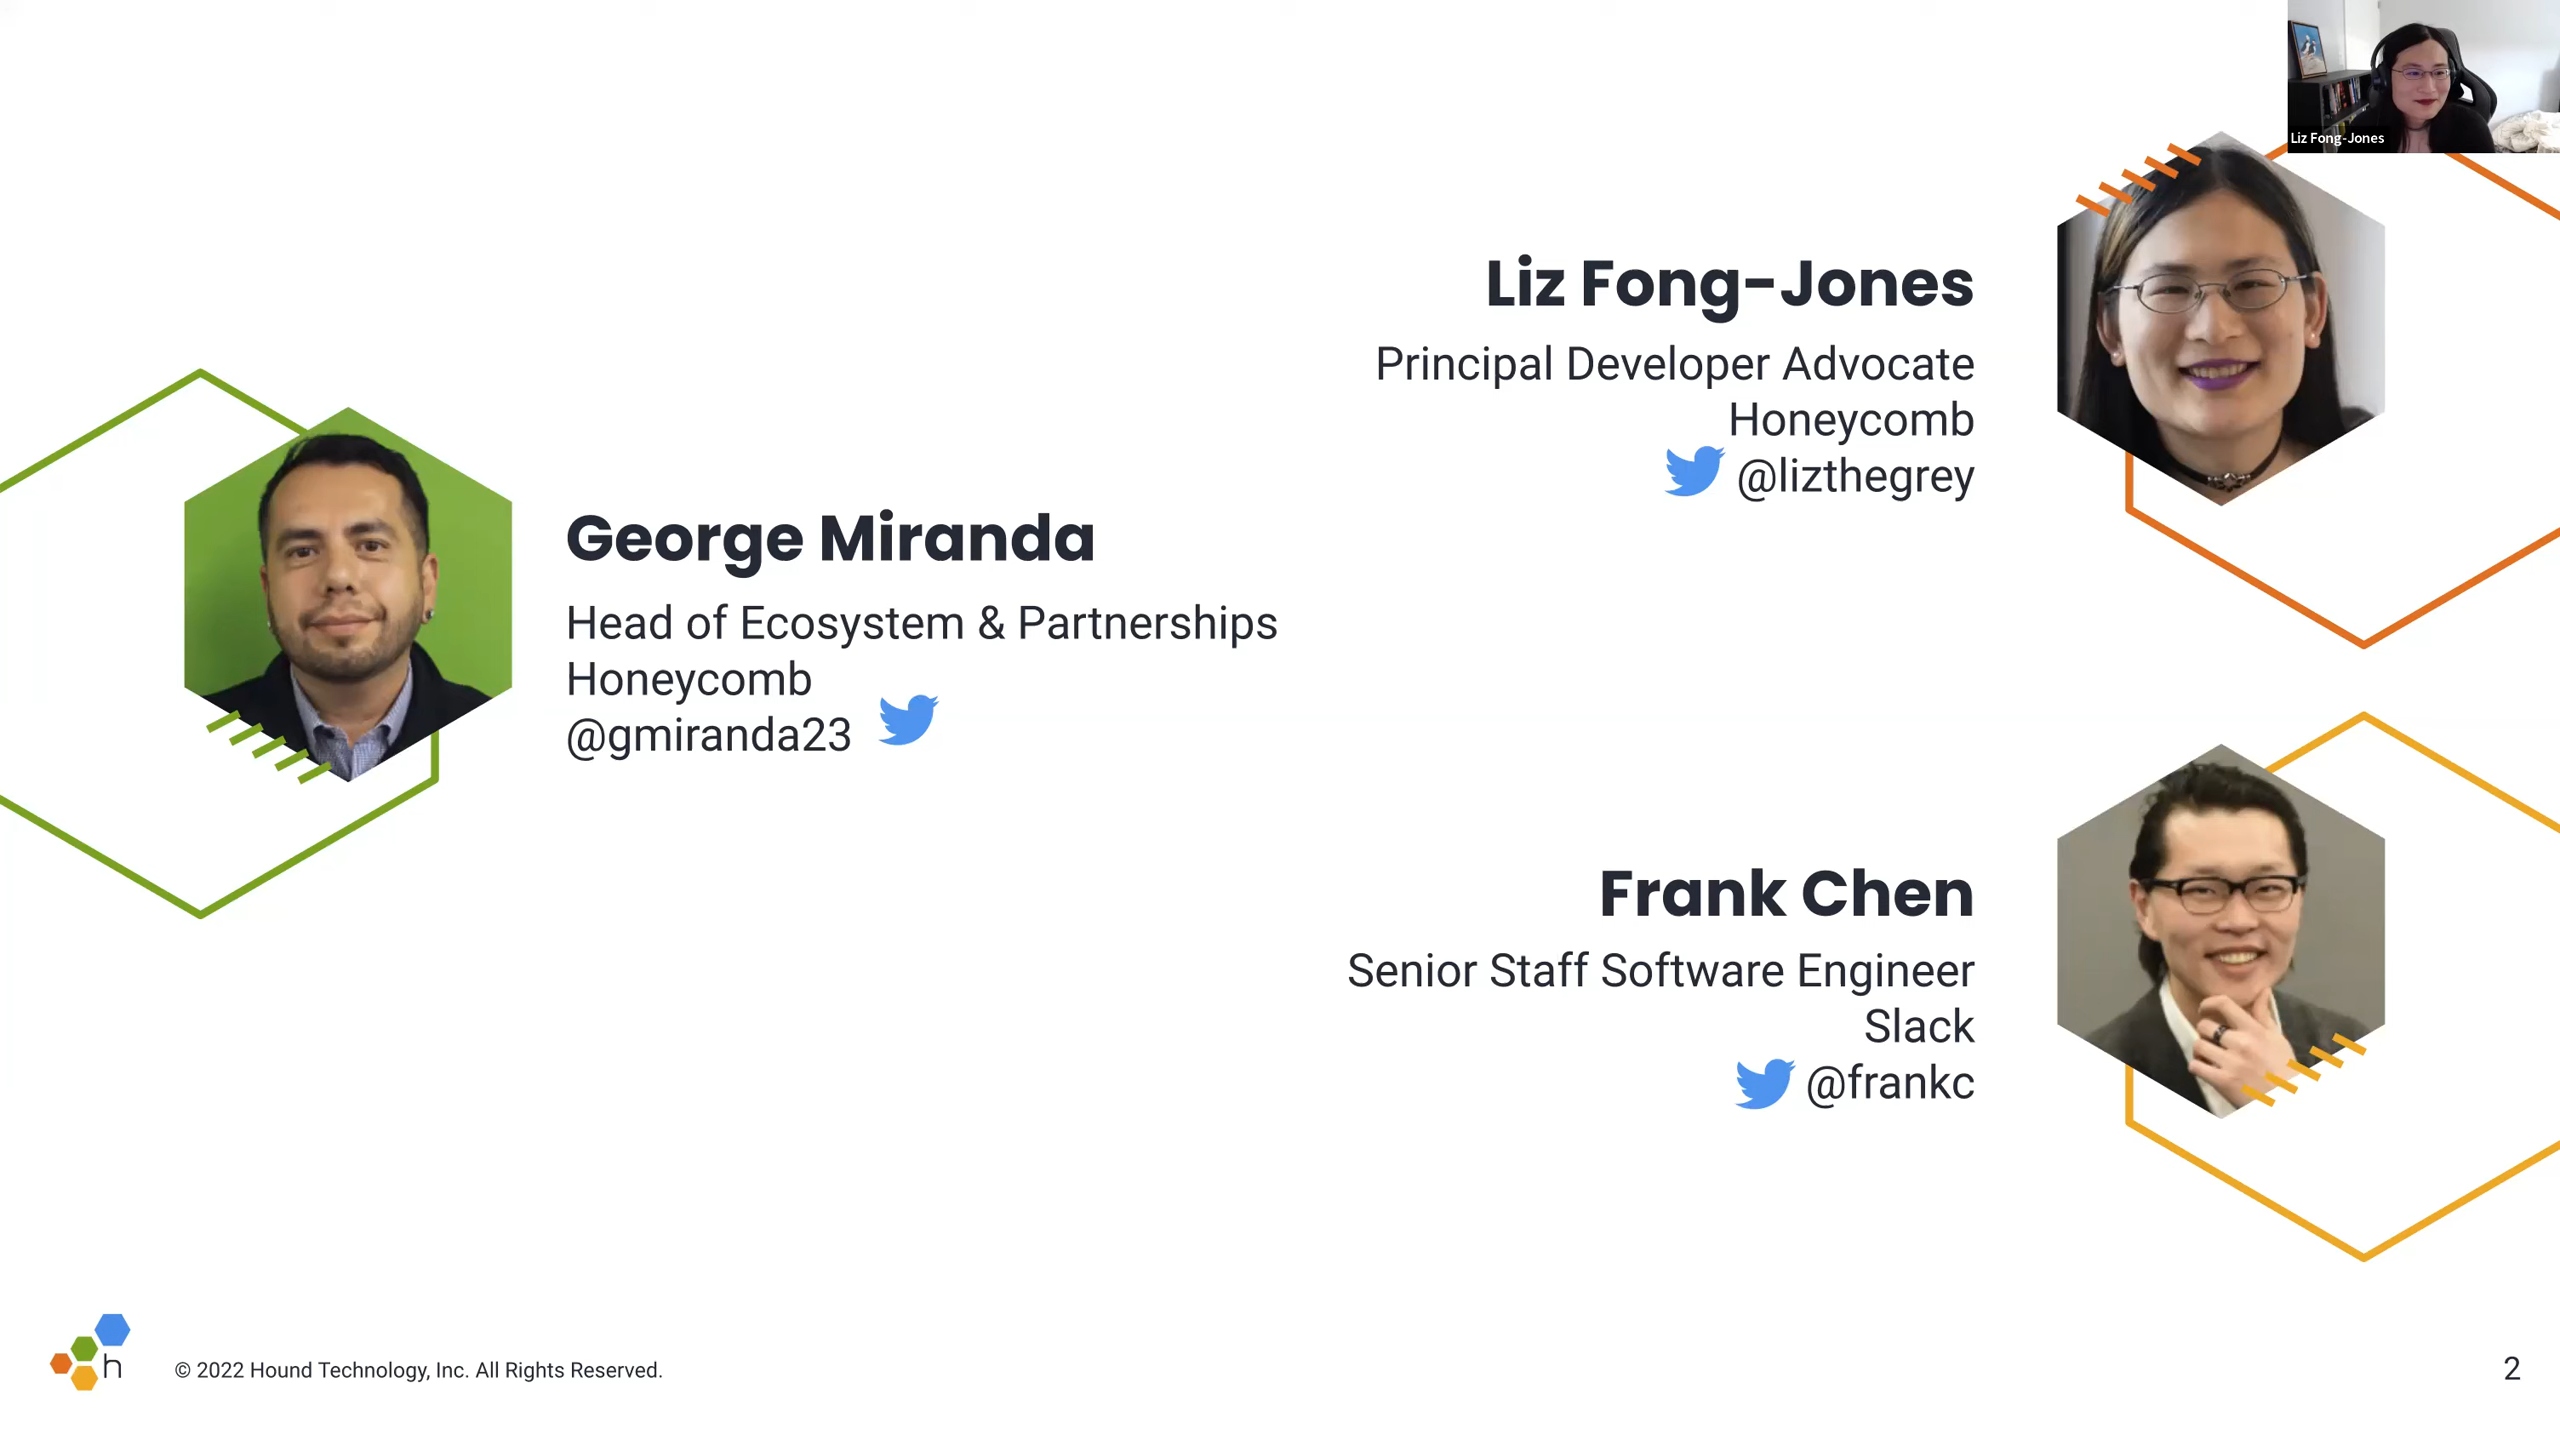 Liz Fong-Jones
Liz Fong-Jones
Principal Developer Advocate
Honeycomb
@lizthegrey
George Miranda
Head of Ecosystem & Partnerships
Honeycomb
@gmiranda23
Frank Chen
Senior Staff Software Engineer
Slack
@frankc
h
© 2022 Hound Technology, Inc. All Rights Reserved.
2